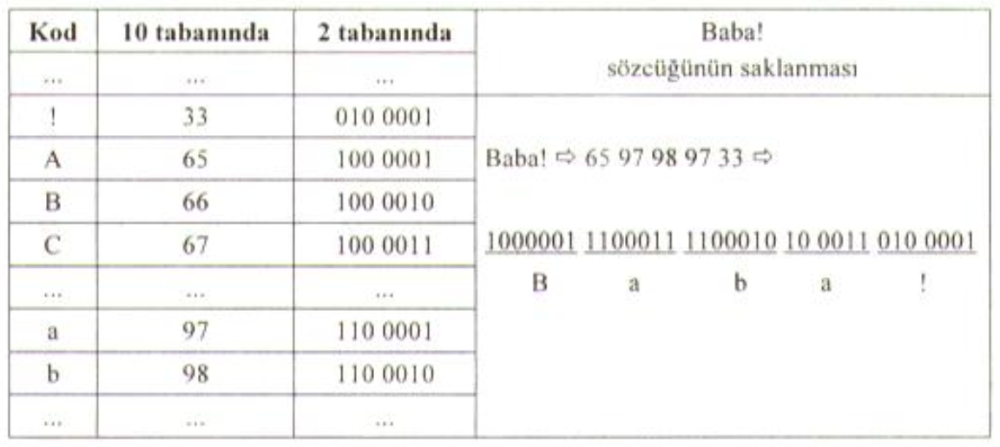 Kod 10 tabanında 2 tabanında Baba!
sözcüğünün saklanması
... ... ...
! 33 010 0001
A 65 100 0001
B 66 100 0010
C 67 100 0011
... ... ...
a 97 110 0001
b 98 110 0010
... ... ...
Baba! ⇨ 65 97 98 97 33 ⇨
1000001 1100011 1100010 10 0011 010 0001
B a b a !